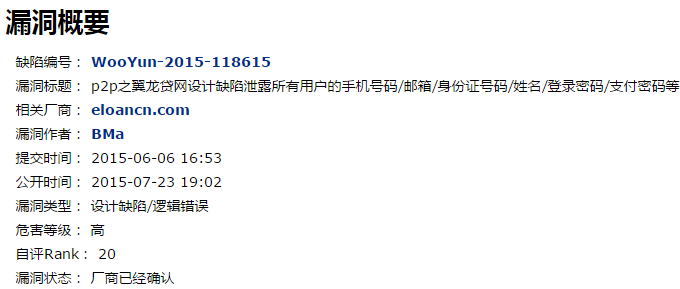 漏洞概要
缺陷编号： WooYun-2015-118615
漏洞标题： p2p之翼龙贷网设计缺陷泄露所有用户的手机号码/邮箱/身份证号码/姓名/登录密码/支付密码等
相关厂商： eloancn.com
漏洞作者： BMa
提交时间： 2015-06-06 16:53
公开时间： 2015-07-23 19:02
漏洞类型： 设计缺陷/逻辑错误
危害等级： 高
自评Rank： 20
漏洞状态： 厂商已经确认